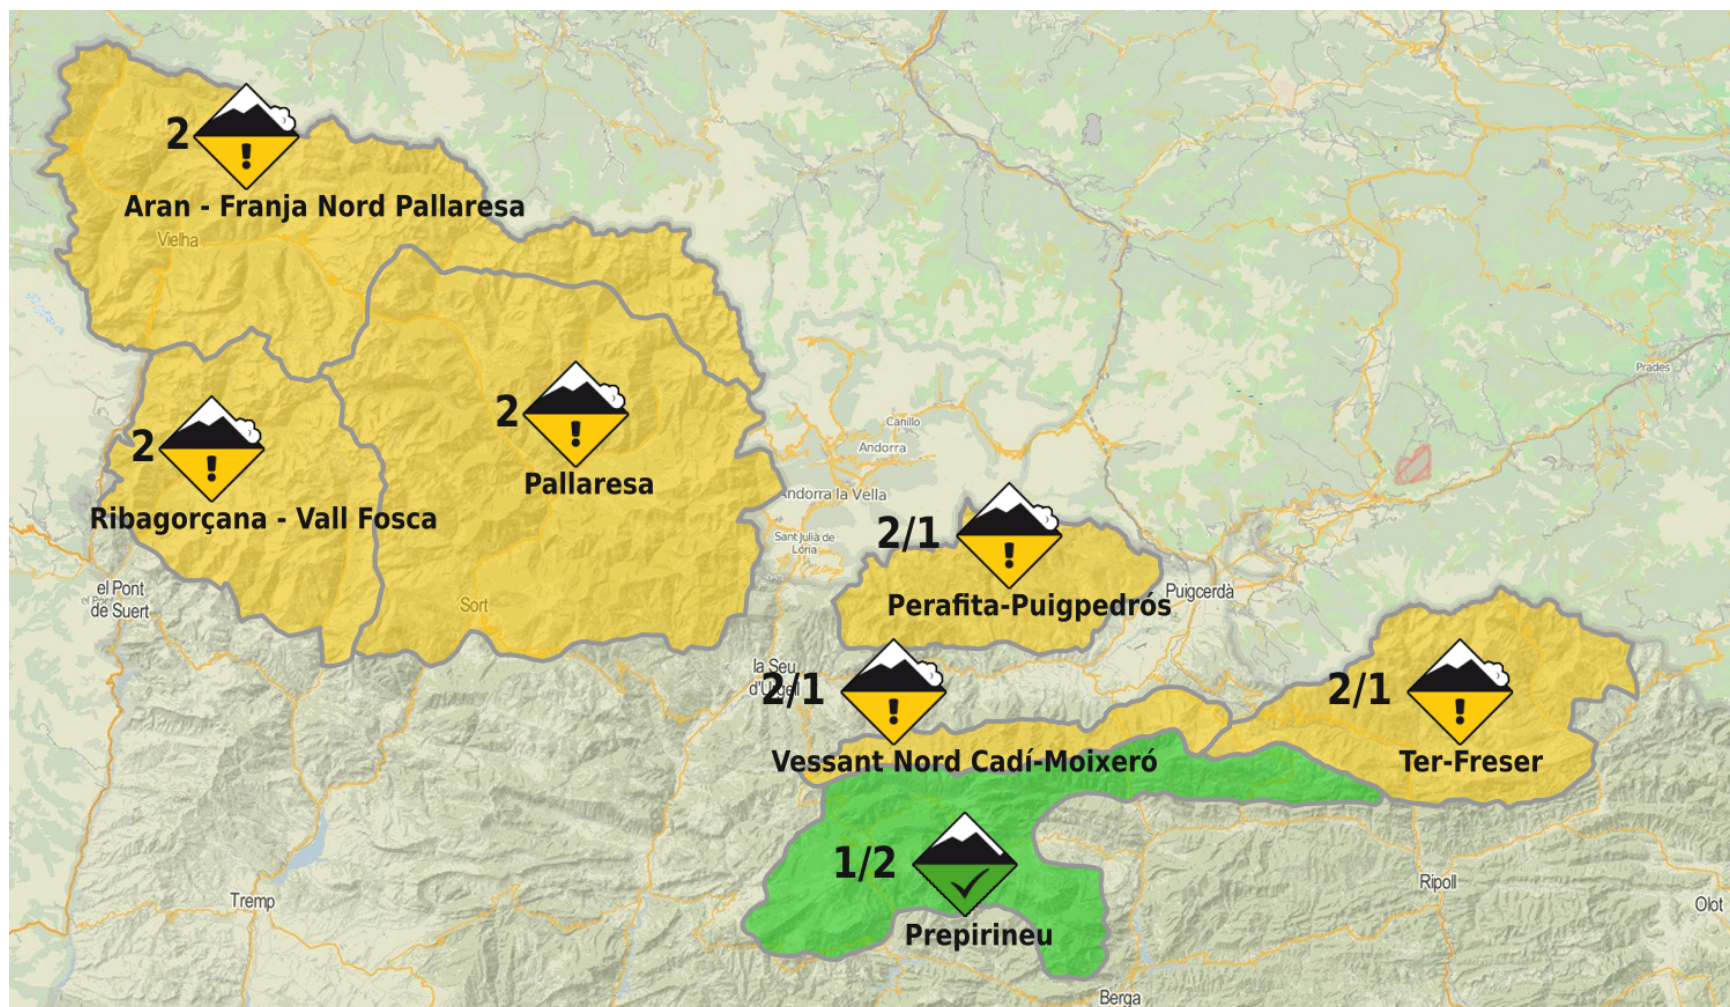 2
Aran - Franja Nord Pallaresa
Vielha
Prades
2
Canillo
2
Andorra
Pallaresa
Andorra la Vella
Ribagorçana - Vall Fosca
2/1
Sant Julià de
Lòria
el Pont
de Suert
Sort
Perafita-Puigpedrós
Puigcerdà
la Seu
d'Urgell
2/1
2/1
Vessant Nord Cadí-Moixeró
Ter-Freser
1/2
Ripoll
Tremp
Olot
Prepirineu
Berga